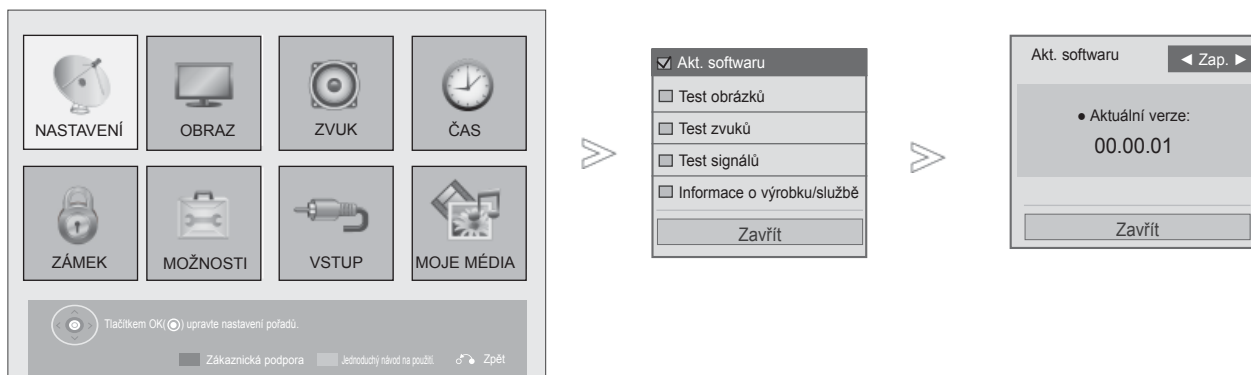 NASTAVENÍ OBRAZ ZVUK ČAS
ZÁMEK MOŽNOSTI VSTUP MOJE MÉDIA
Tlačítkem OK( ) upravte nastavení pořadů.
Zákaznická podpora Jednoduchý návod na použití Zpět
Akt. softwaru
Test obrázků
Test zvuků
Test signálů
Informace o výrobku/službě
Zavřít
Akt. softwaru ◄ Zap. ►
● Aktuální verze:
00.00.01
Zavřít